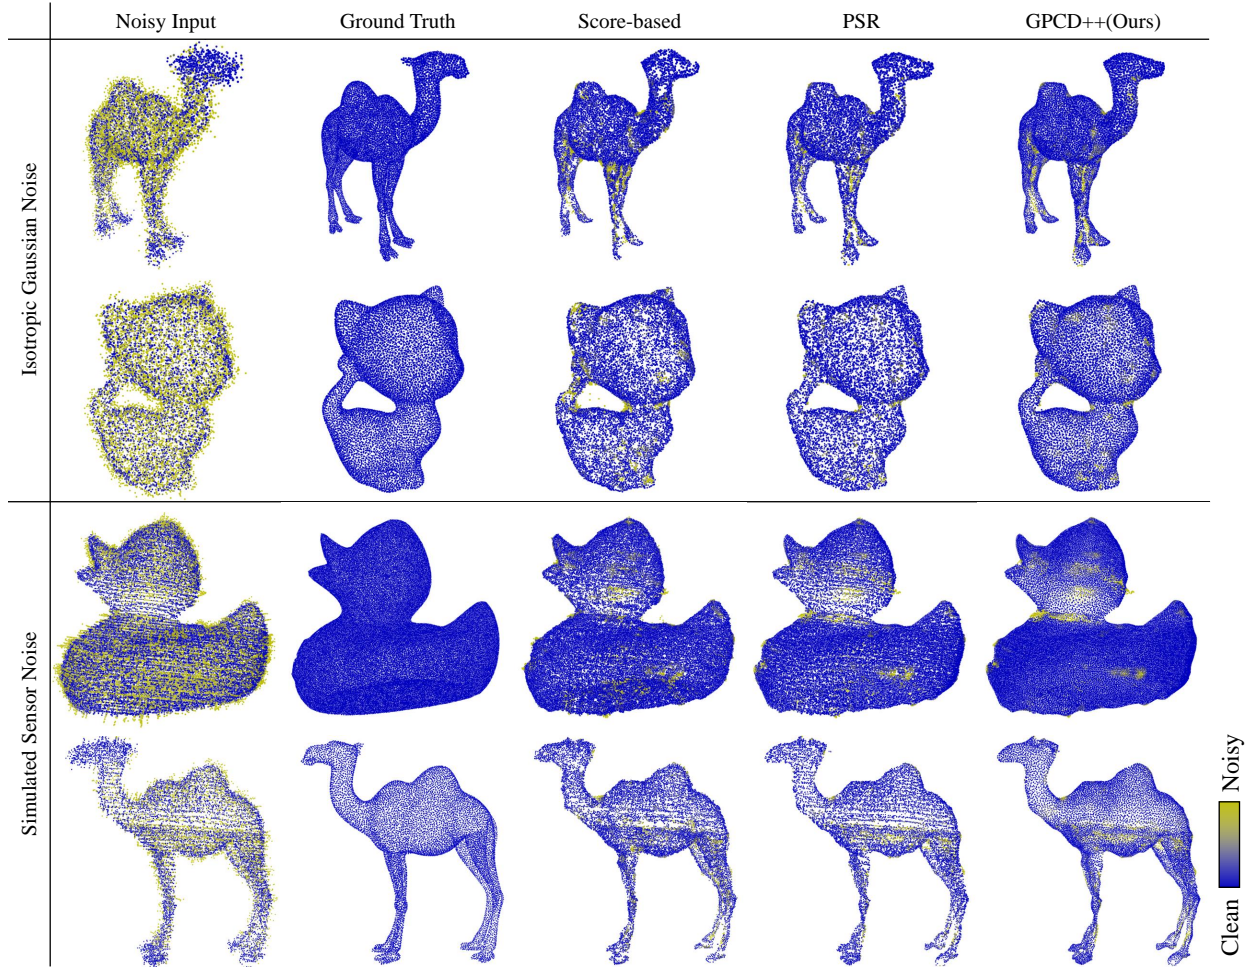 Noisy Input
Ground Truth
Score-based
PSR
GPCD++(Ours)
Isotropic Gaussian Noise
Simulated Sensor Noise
Noisy
Clean